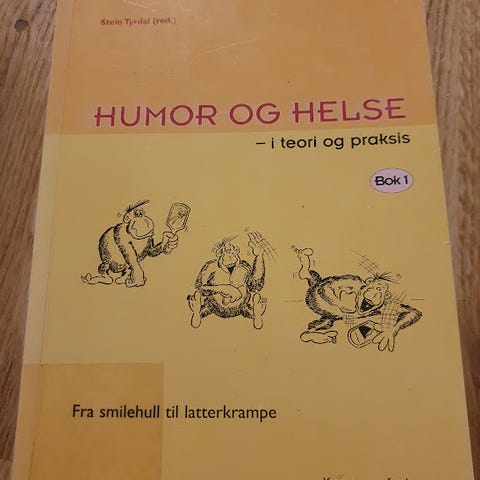 Stein Tyrdal (red.)
HUMOR OG HELSE
– i teori og praksis
Bok 1
Fra smilehull til latterkrampe